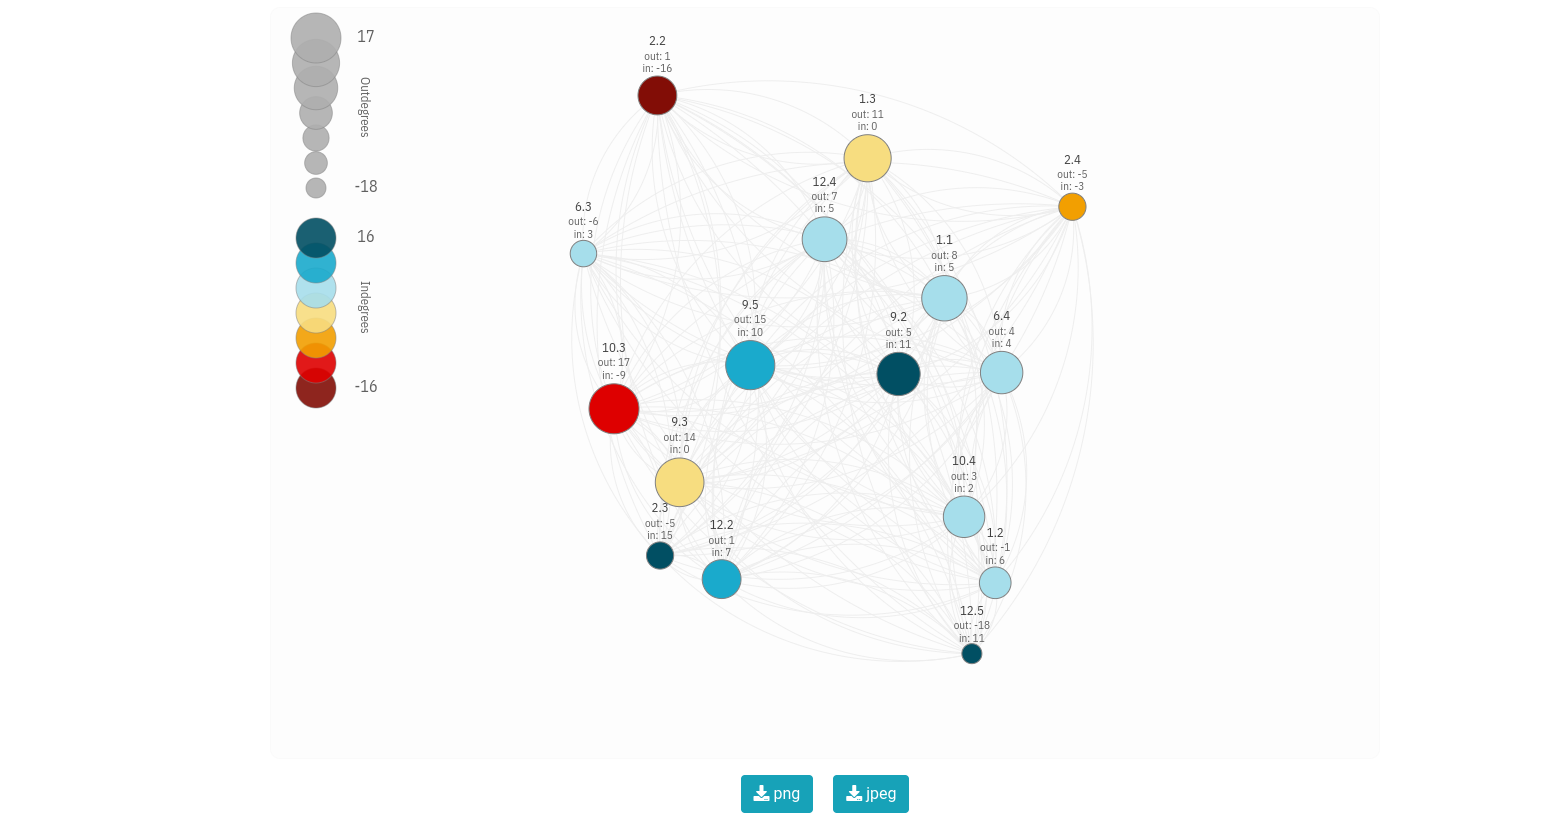 17
Outdegrees
-18
16
Indegrees
-16
2.2
out: 1
in: -16
1.3
out: 11
in: 0
2.4
out: -5
in: -3
12.4
out: 7
in: 5
6.3
out: -6
in: 3
1.1
out: 8
in: 5
9.5
out: 15
in: 10
9.2
out: 5
in: 11
6.4
out: 4
in: 4
10.3
out: 17
in: -9
9.3
out: 14
in: 0
10.4
out: 3
in: 2
2.3
out: -5
in: 15
12.2
out: 1
in: 7
1.2
out: -1
in: 6
12.5
out: -18
in: 11
png
jpeg